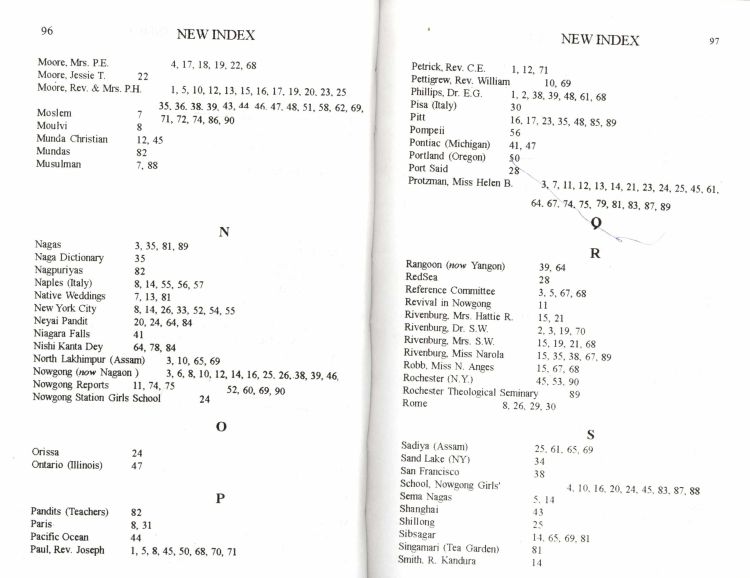 96
NEW INDEX
Moore, Mrs. P.E. 4, 17, 18, 19, 22, 68
Moore, Jessie T. 22
Moore, Rev. & Mrs. P.H. 1, 5, 10, 12, 13, 15, 16, 17, 19, 20, 23, 25
35, 36, 38, 39, 43, 44, 46, 47, 48, 51, 58, 62, 69,
Moslem 7 71, 72, 74, 86, 90
Moulvi 8
Munda Christian 12, 45
Mundas 82
Musulman 7, 88
N
Nagas 3, 35, 81, 89
Naga Dictionary 35
Nagpuriyas 82
Naples (Italy) 8, 14, 55, 56, 57
Native Weddings 7, 13, 81
New York City 8, 14, 26, 33, 52, 54, 55
Neyai Pandit 20, 24, 64, 84
Niagara Falls 41
Nishi Kanta Dey 64, 78, 84
North Lakhimpur (Assam) 3, 10, 65, 69
Nowgong (now Nagaon ) 3, 6, 8, 10, 12, 14, 16, 25, 26, 38, 39, 46,
Nowgong Reports 11, 74, 75 52, 60, 69, 90
Nowgong Station Girls School 24
O
Orissa 24
Ontario (Illinois) 47
P
Pandits (Teachers) 82
Paris 8, 31
Pacific Ocean 44
Paul, Rev. Joseph 1, 5, 8, 45, 50, 68, 70, 71
NEW INDEX
97
Petrick, Rev. C.E. 1, 12, 71
Pettigrew, Rev. William 10, 69
Phillips, Dr. E.G. 1, 2, 38, 39, 48, 61, 68
Pisa (Italy) 30
Pitt 16, 17, 23, 35, 48, 85, 89
Pompeii 56
Pontiac (Michigan) 41, 47
Portland (Oregon) 50
Port Said 28
Protzman, Miss Helen B. 3, 7, 11, 12, 13, 14, 21, 23, 24, 25, 45, 61,
64, 67, 74, 75, 79, 81, 83, 87, 89
Q
R
Rangoon (now Yangon) 39, 64
RedSea 28
Reference Committee 3, 5, 67, 68
Revival in Nowgong 11
Rivenburg, Mrs. Hattie R. 15, 21
Rivenburg, Dr. S.W. 2, 3, 19, 70
Rivenburg, Mrs. S.W. 15, 19, 21, 68
Rivenburg, Miss Narola 15, 35, 38, 67, 89
Robb, Miss N. Anges 15, 67, 68
Rochester (N.Y.) 45, 53, 90
Rochester Theological Seminary 89
Rome 8, 26, 29, 30
S
Sadiya (Assam) 25, 61, 65, 69
Sand Lake (NY) 34
San Francisco 38
School, Nowgong Girls' 4, 10, 16, 20, 24, 45, 83, 87, 88
Sema Nagas 5, 14
Shanghai 43
Shillong 25
Sibsagar 14, 65, 69, 81
Singamari (Tea Garden) 81
Smith, R. Kandura 14